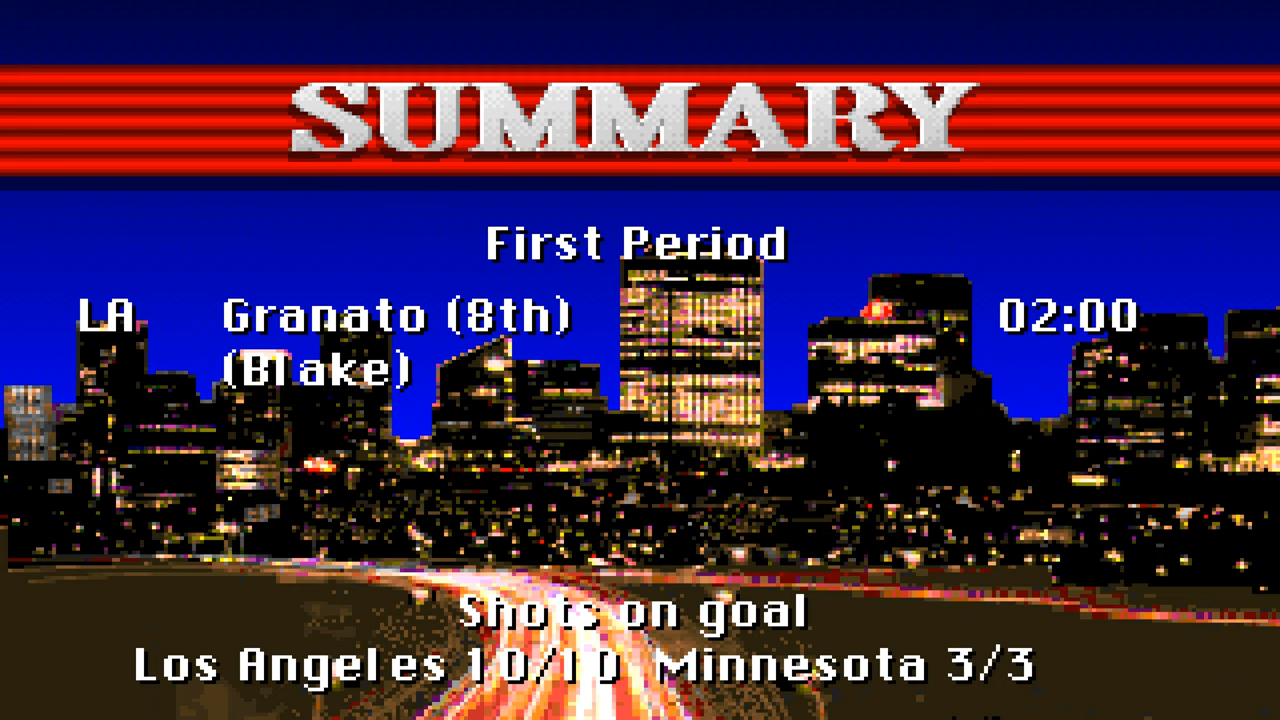 SUMMARY
First Period
LA Granato (8th) 02:00
(Blake)
Shots on goal
Los Angeles 10/10 Minnesota 3/3